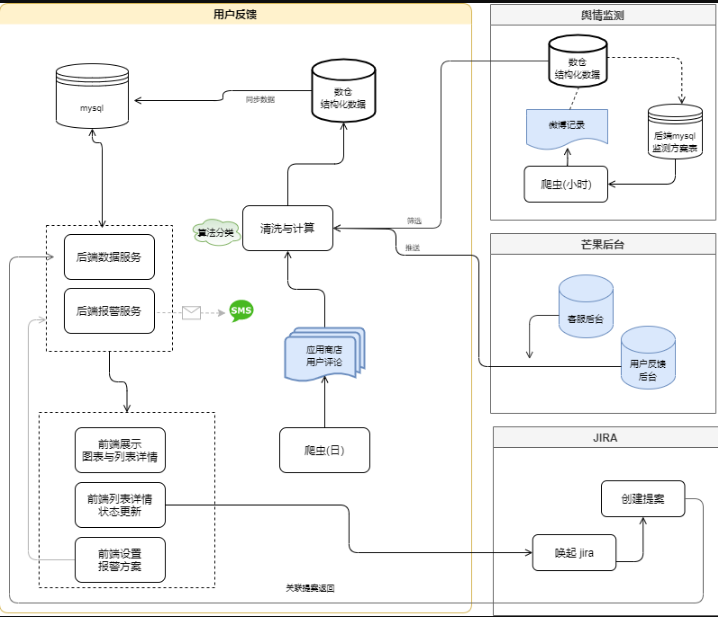 用户反馈
mysql
同步数据
数仓
结构化数据
后端数据服务
后端报警服务
SMS
算法分类
清洗与计算
应用商店
用户评论
爬虫(日)
前端展示
图表与列表详情
前端列表详情
状态更新
前端设置
报警方案
关联提案返回
筛选
推送
舆情监测
数仓
结构化数据
微博记录
后端mysql
监测方案表
爬虫(小时)
芒果后台
客服后台
用户反馈
后台
JIRA
创建提案
唤起 jira